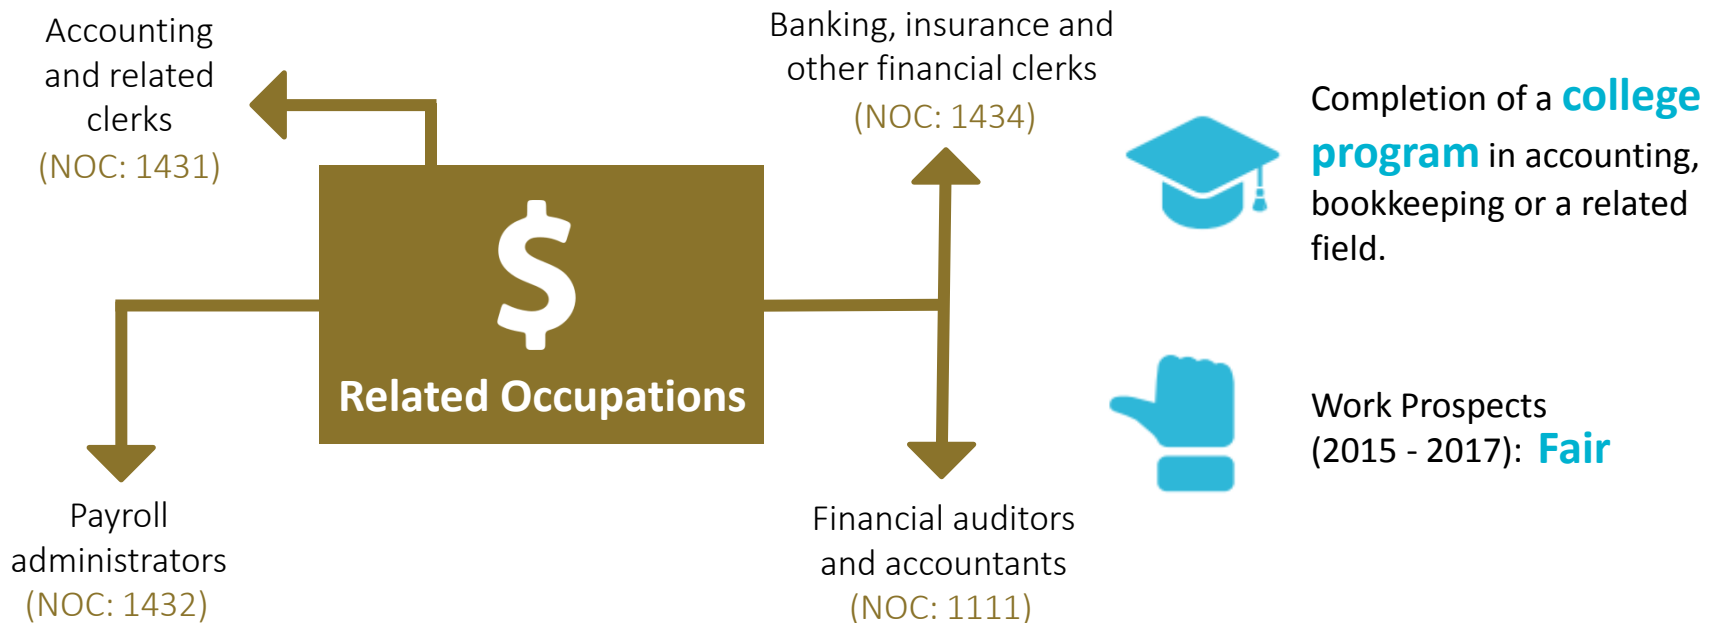 Accounting
and related
clerks
(NOC: 1431)
Banking, insurance and
other financial clerks
(NOC: 1434)
$
Related Occupations
Payroll
administrators
(NOC: 1432)
Financial auditors
and accountants
(NOC: 1111)
Completion of a college
program in accounting,
bookkeeping or a related
field.
Work Prospects
(2015 - 2017): Fair